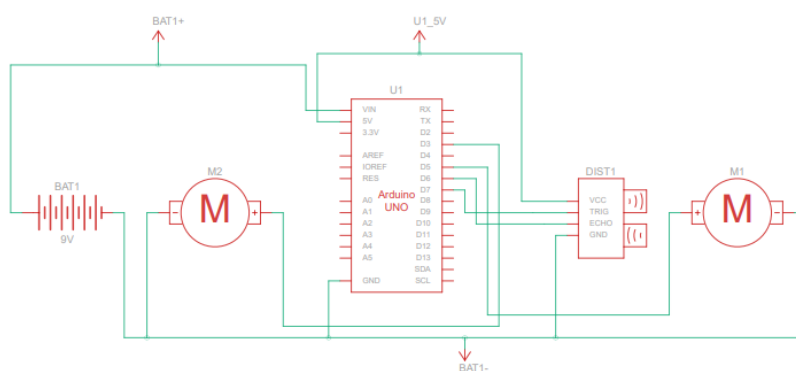 BAT1+
U1_5V
U1
VIN
5V
3.3V
AREF
IOREF
RES
A0
A1
A2
A3
A4
A5
GND
Arduino
UNO
RX
TX
D2
D3
D4
D5
D6
D7
D8
D9
D10
D11
D12
D13
SDA
SCL
BAT1
9V
M2
M
DIST1
VCC
TRIG
ECHO
GND
M1
M
BAT1-